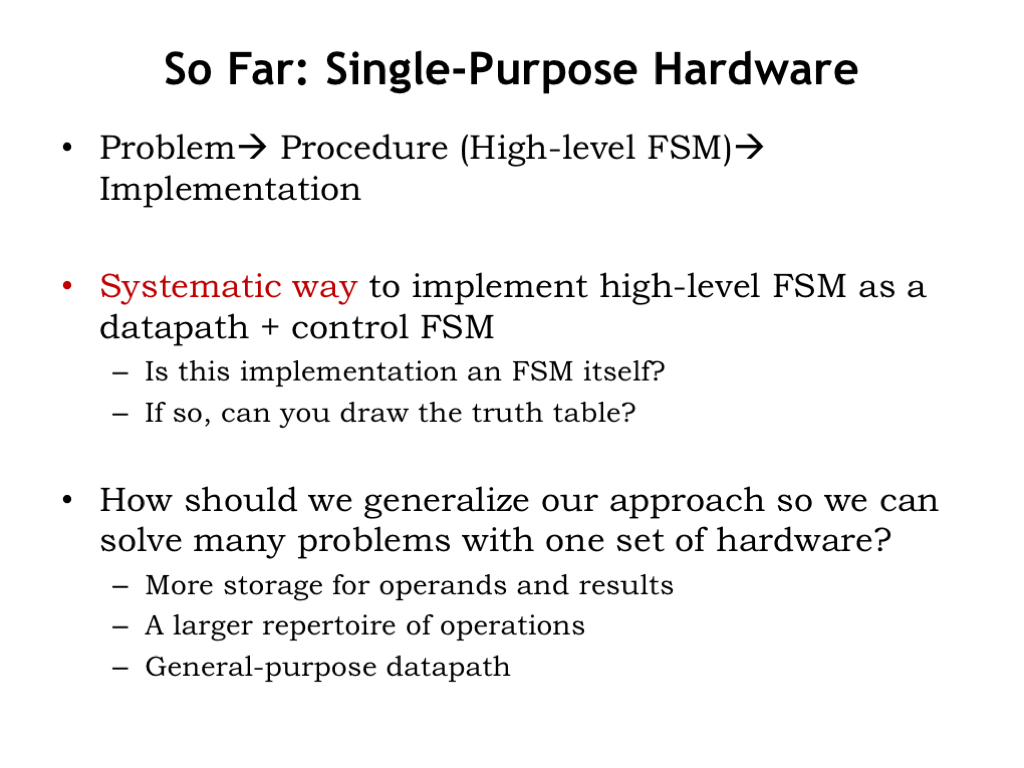 So Far: Single-Purpose Hardware
• Problem→ Procedure (High-level FSM)→
Implementation
• Systematic way to implement high-level FSM as a
datapath + control FSM
– Is this implementation an FSM itself?
– If so, can you draw the truth table?
• How should we generalize our approach so we can
solve many problems with one set of hardware?
– More storage for operands and results
– A larger repertoire of operations
– General-purpose datapath